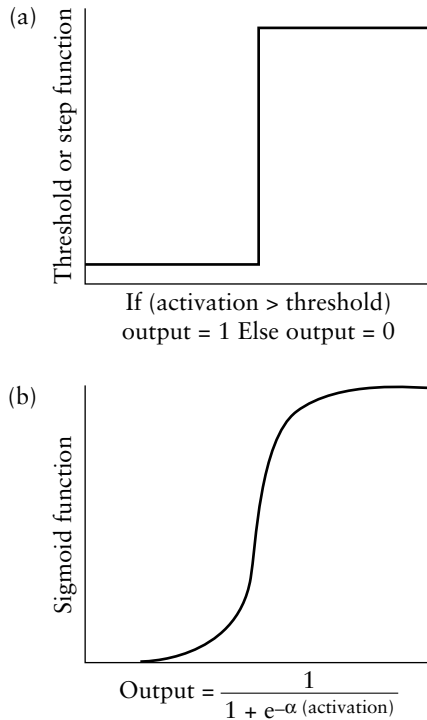 (a)
Threshold or step function
If (activation > threshold)
output = 1 Else output = 0
(b)
Sigmoid function
Output = 1 / 1 + e–α (activation)